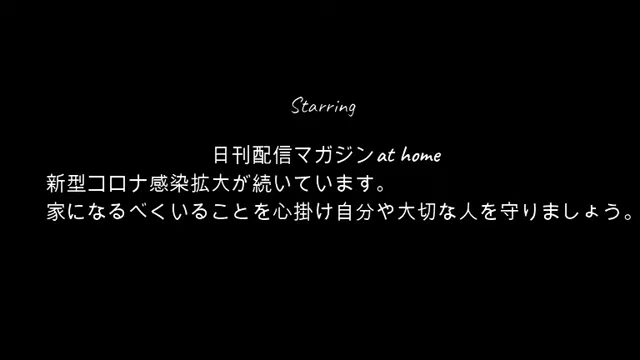 Starring
日刊配信マガジンat home
新型コロナ感染拡大が続いています。
家になるべくいることを心掛け自分や大切な人を守りましょう。